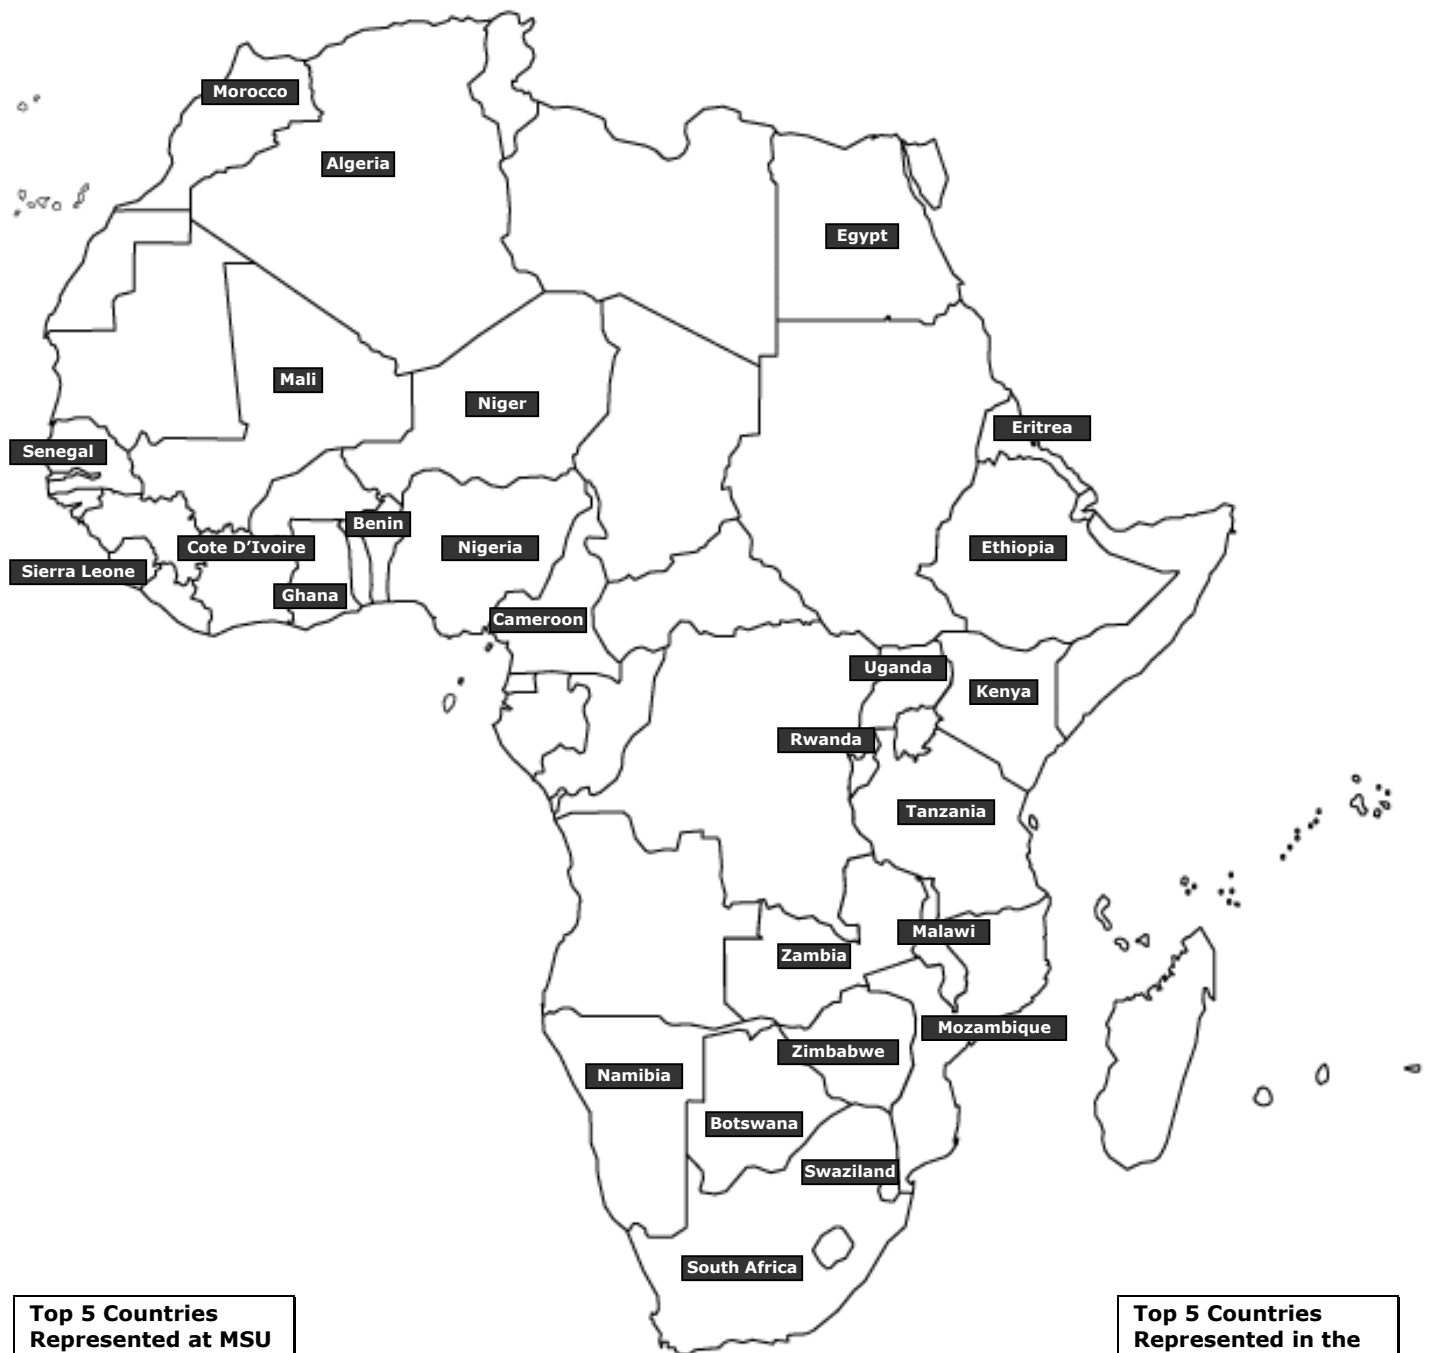 Morocco
Algeria
Egypt
Mali
Niger
Eritrea
Senegal
Benin
Cote D’Ivoire
Nigeria
Ethiopia
Sierra Leone
Ghana
Cameroon
Uganda
Kenya
Rwanda
Tanzania
Malawi
Zambia
Mozambique
Zimbabwe
Namibia
Botswana
Swaziland
South Africa
Top 5 Countries
Represented at MSU
Top 5 Countries
Represented in the